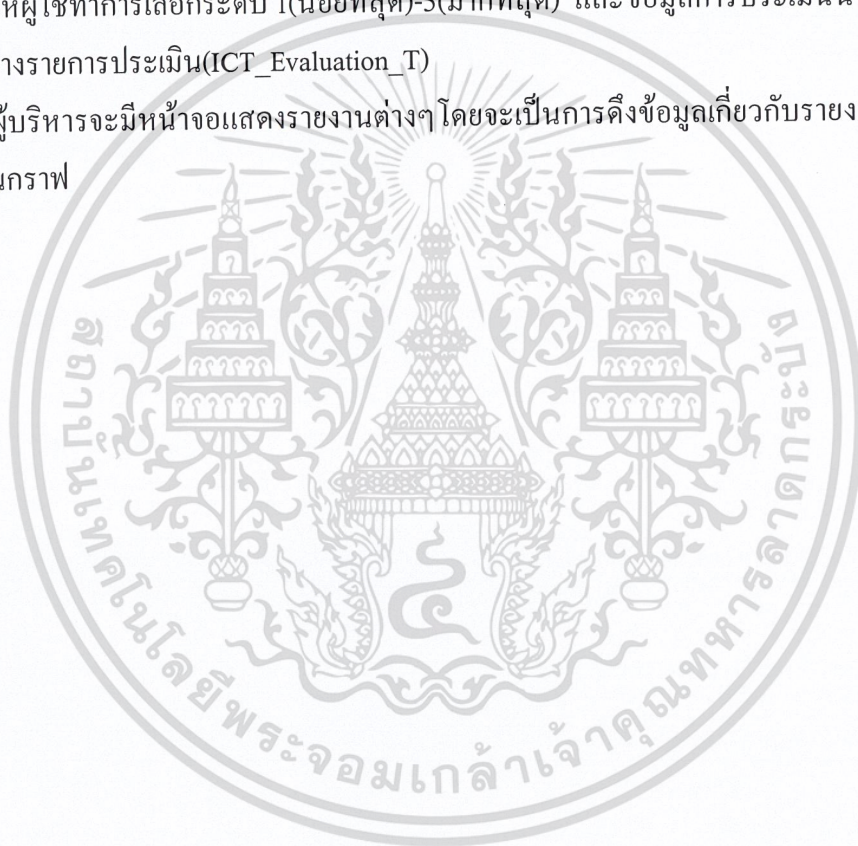 ให้ผู้ใช้ทำการเลือกระดับ 1(น้อยที่สุด)-5(มากที่สุด) และข้อมูลการประเมินนั้น
างรายการประเมิน(ICT_Evaluation_T)
ผู้บริหารจะมีหน้าจอแสดงรายงานต่างๆโดยจะเป็นการดึงข้อมูลเกี่ยวกับรายง
นกราฟ
สถาบันเทคโนโลยีพระจอมเกล้าเจ้าคุณทหารลาดกระบัง